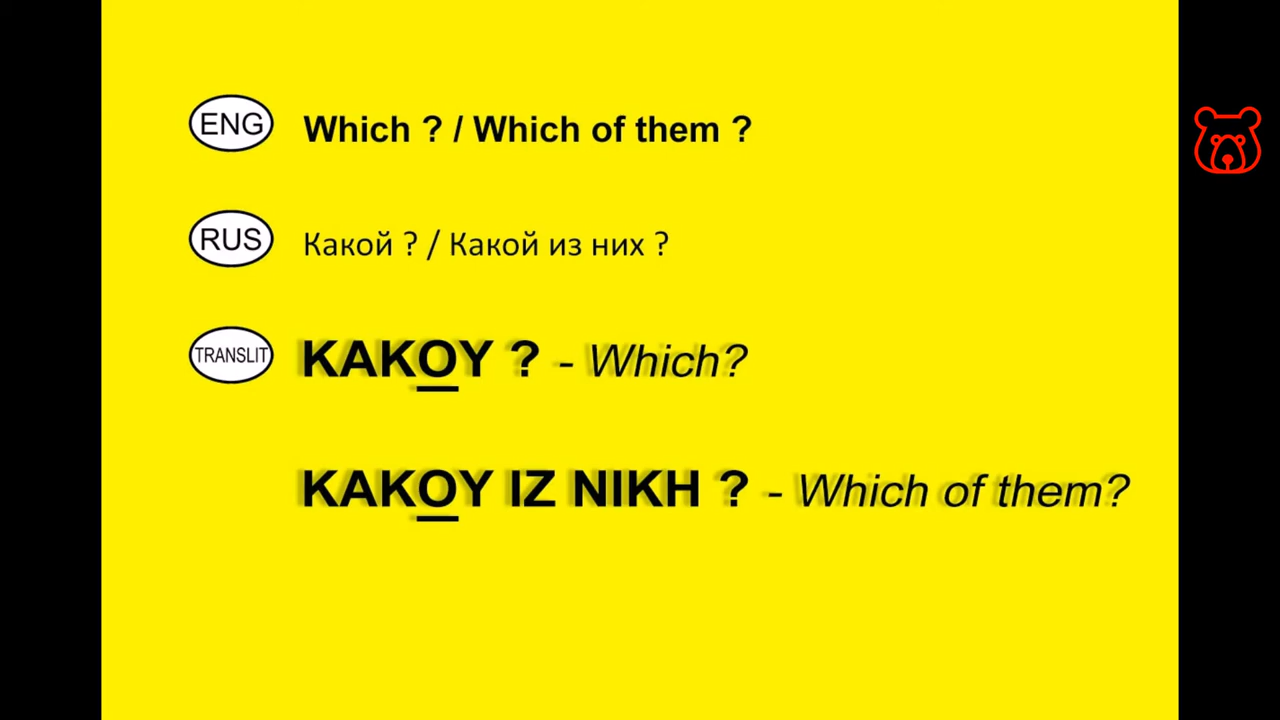 ENG Which ? / Which of them ?
RUS Какой ? / Какой из них ?
TRANSLIT KAKOY ? - Which?
KAKOY IZ NIKH ? - Which of them?